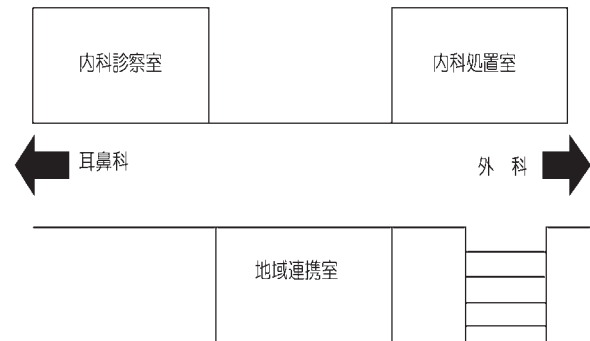 内科診察室
内科処置室
耳鼻科
外 科
地域連携室